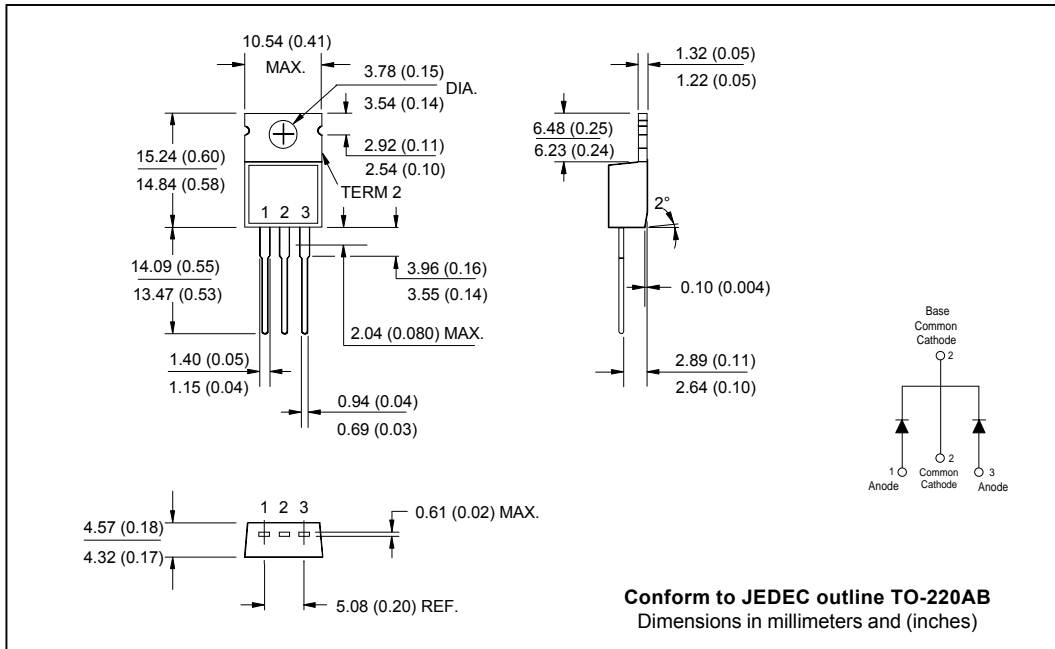 10.54 (0.41)
MAX.
3.78 (0.15)
DIA.
3.54 (0.14)
2.92 (0.11)
2.54 (0.10)
TERM 2
15.24 (0.60)
14.84 (0.58)
1 2 3
14.09 (0.55)
13.47 (0.53)
3.96 (0.16)
3.55 (0.14)
2.04 (0.080) MAX.
1.40 (0.05)
1.15 (0.04)
0.94 (0.04)
0.69 (0.03)
1.32 (0.05)
1.22 (0.05)
6.48 (0.25)
6.23 (0.24)
2°
0.10 (0.004)
2.89 (0.11)
2.64 (0.10)
Base
Common
Cathode
2
1
Anode
2
Common
Cathode
3
Anode
1 2 3
4.57 (0.18)
4.32 (0.17)
0.61 (0.02) MAX.
5.08 (0.20) REF.
Conform to JEDEC outline TO-220AB
Dimensions in millimeters and (inches)